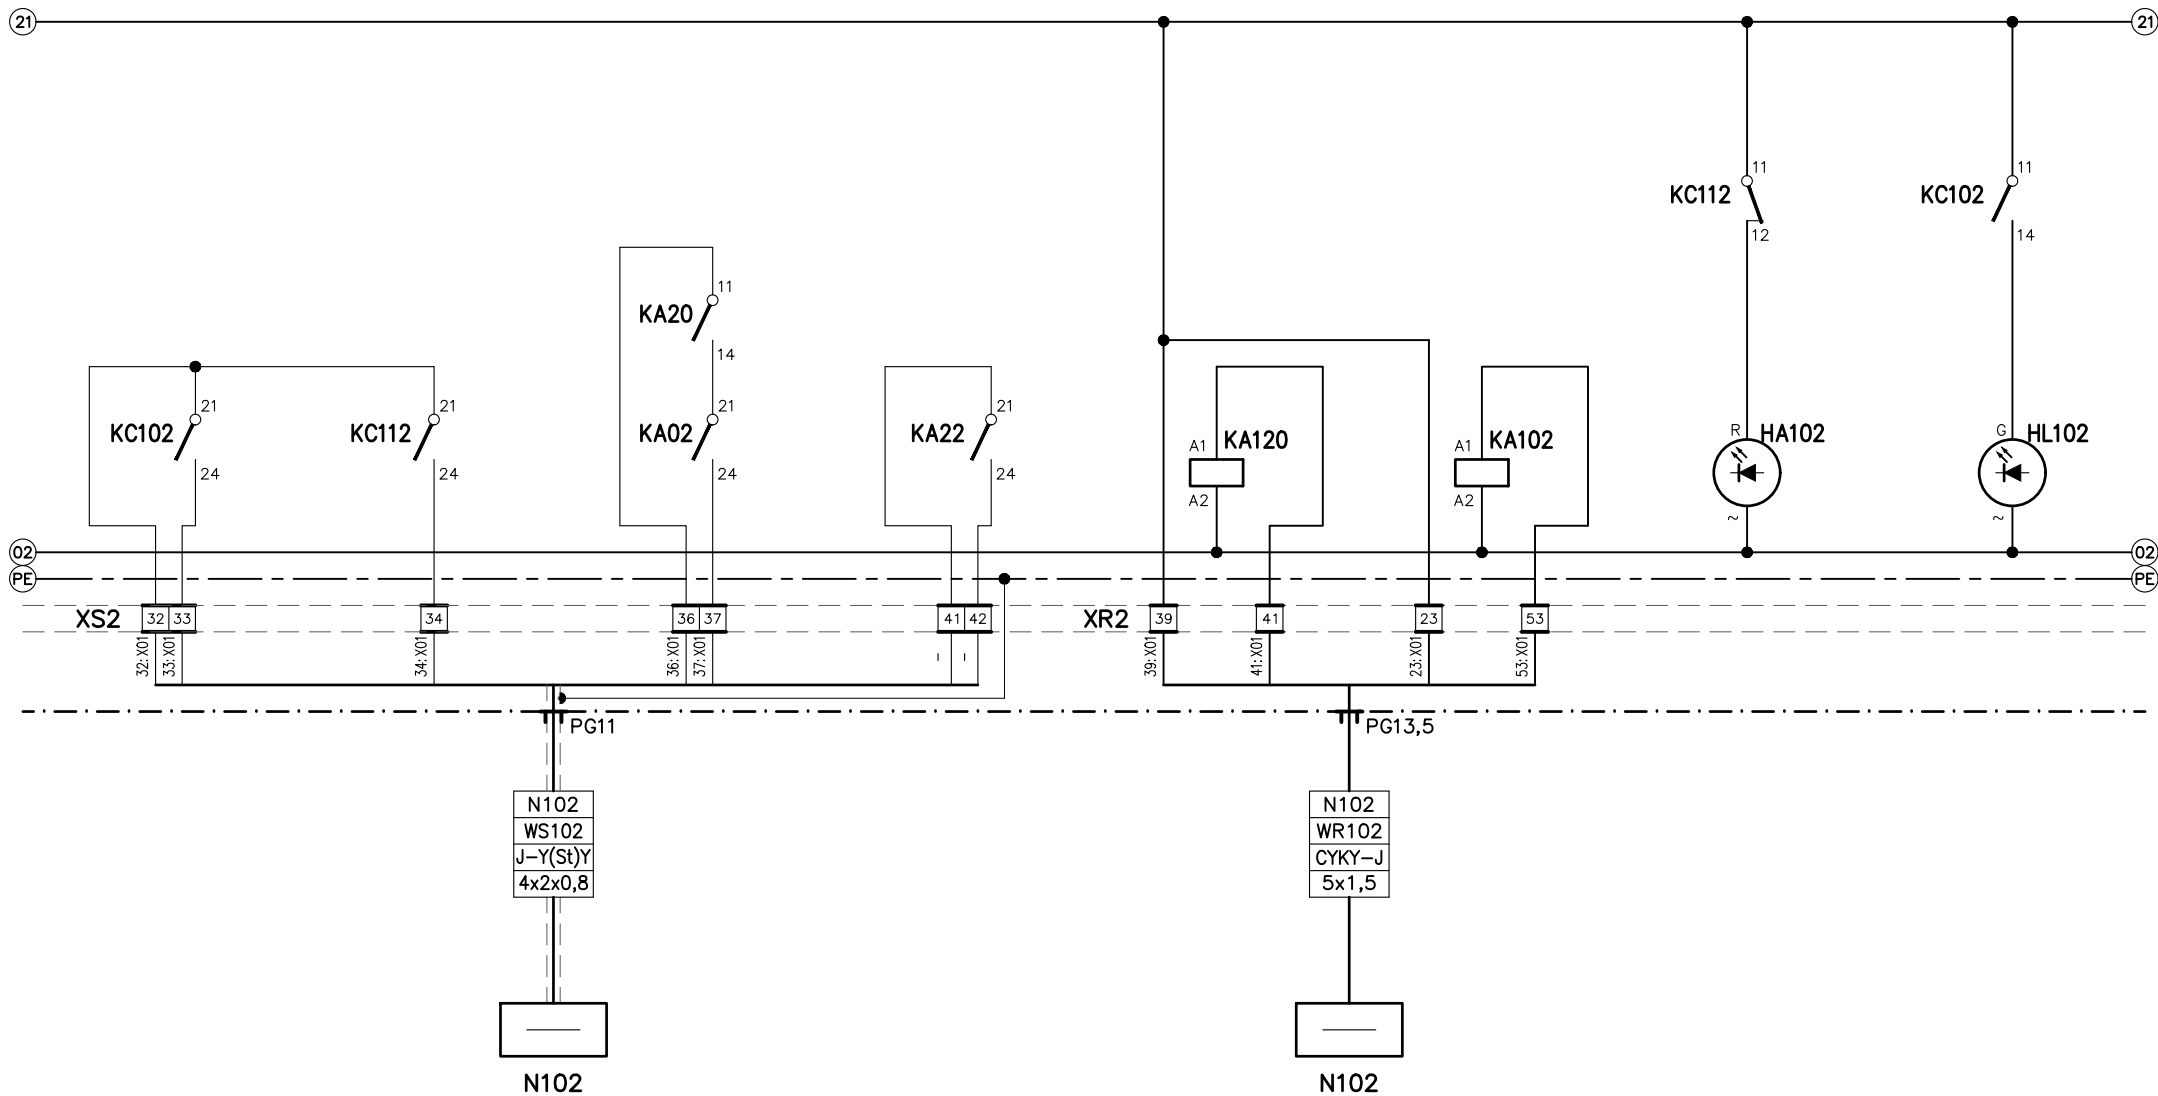 21
21
11
KC112
12
11
KC102
14
11
KA20
14
21
KC102
24
21
KC112
24
21
KA02
24
21
KA22
24
A1
KA120
A2
A1
KA102
A2
R
HA102
~
G
HL102
~
02
02
PE
PE
XS2
32
33
34
36
37
41
42
XR2
39
41
23
53
32:X01
33:X01
34:X01
36:X01
37:X01
-
-
39:X01
41:X01
23:X01
53:X01
PG11
PG13,5
N102
WS102
J-Y(St)Y
4x2x0,8
N102
WR102
CYKY-J
5x1,5
N102
N102